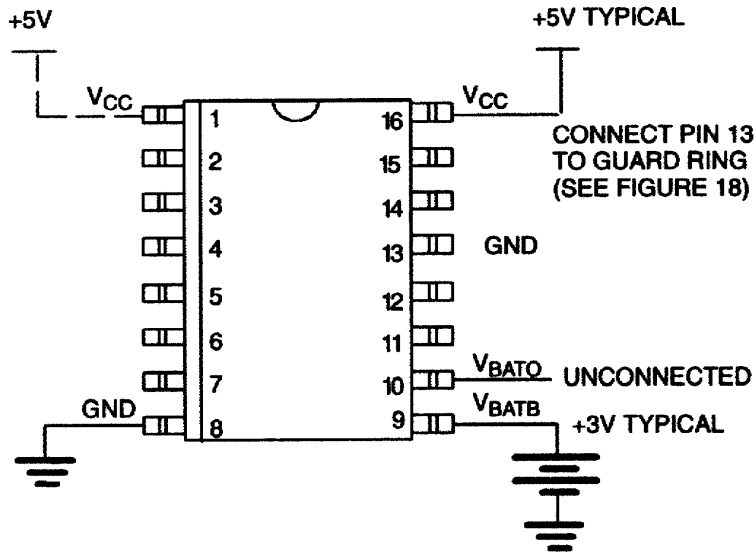 +5V
+5V TYPICAL
VCC
VCC
1
16
CONNECT PIN 13
TO GUARD RING
(SEE FIGURE 18)
2
15
3
14
4
13
GND
5
12
6
11
7
10
VBATO
UNCONNECTED
GND
8
9
VBATB
+3V TYPICAL